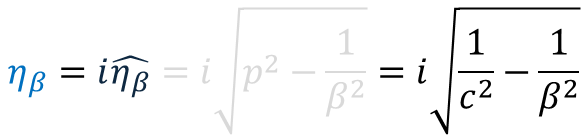 η_β = i\widehat{η_β} = i√(p² − 1/β²) = i√(1/c² − 1/β²)